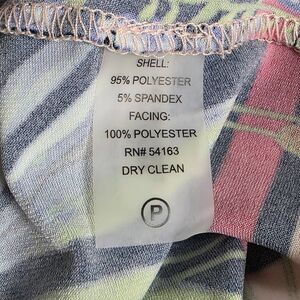 SHELL:
95% POLYESTER
5% SPANDEX
FACING:
100% POLYESTER
RN# 54163
DRY CLEAN
P